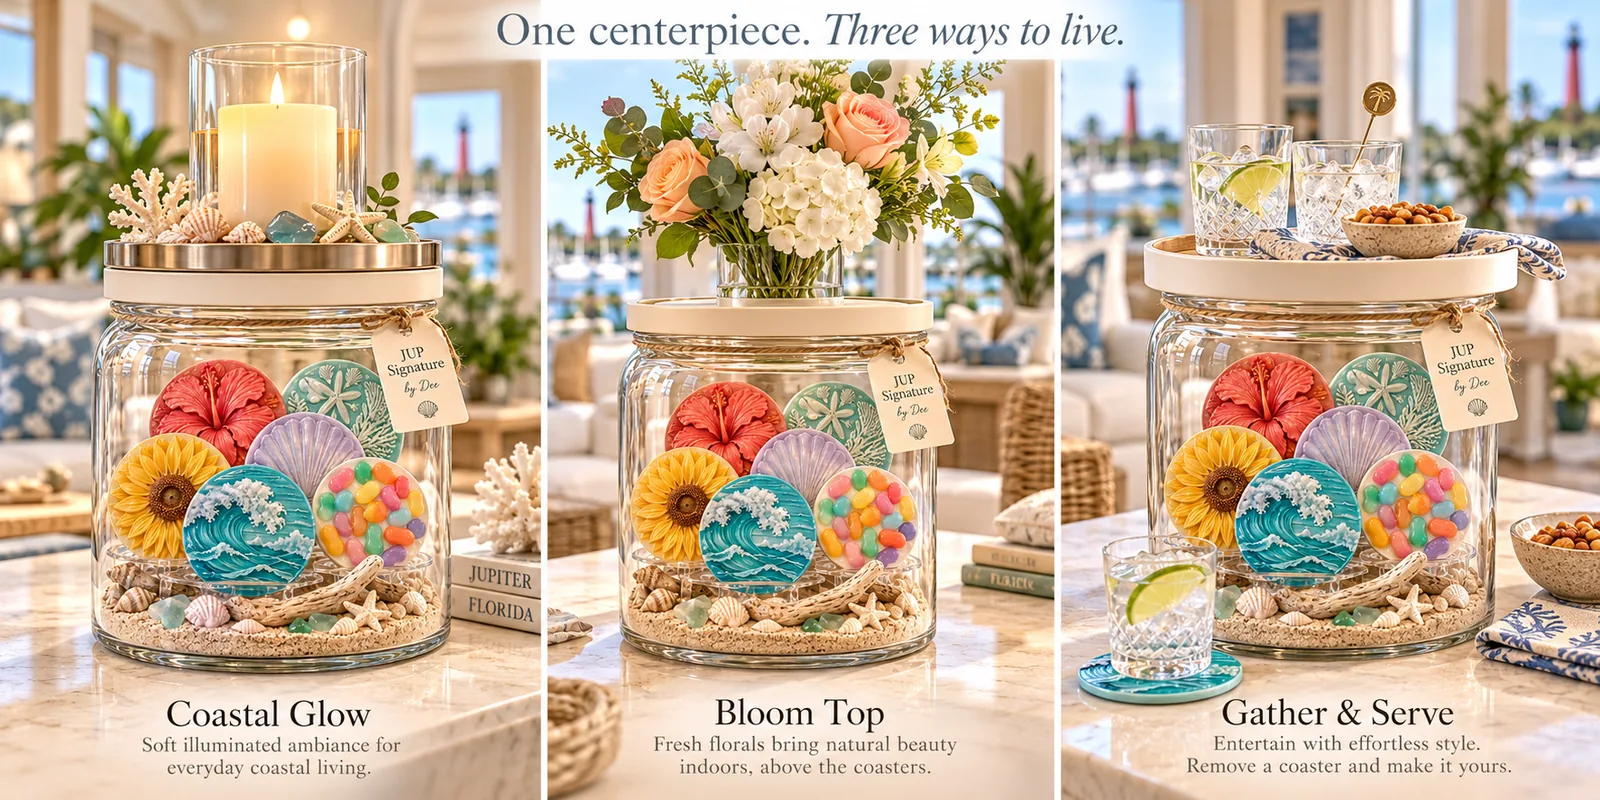 One centerpiece. Three ways to live.
JUP
Signature
by Dee
JUPITER
FLORIDA
Coastal Glow
Soft illuminated ambiance for
everyday coastal living.
JUP
Signature
by Dee
Bloom Top
Fresh florals bring natural beauty
indoors, above the coasters.
JUP
Signature
by Dee
Gather & Serve
Entertain with effortless style.
Remove a coaster and make it yours.